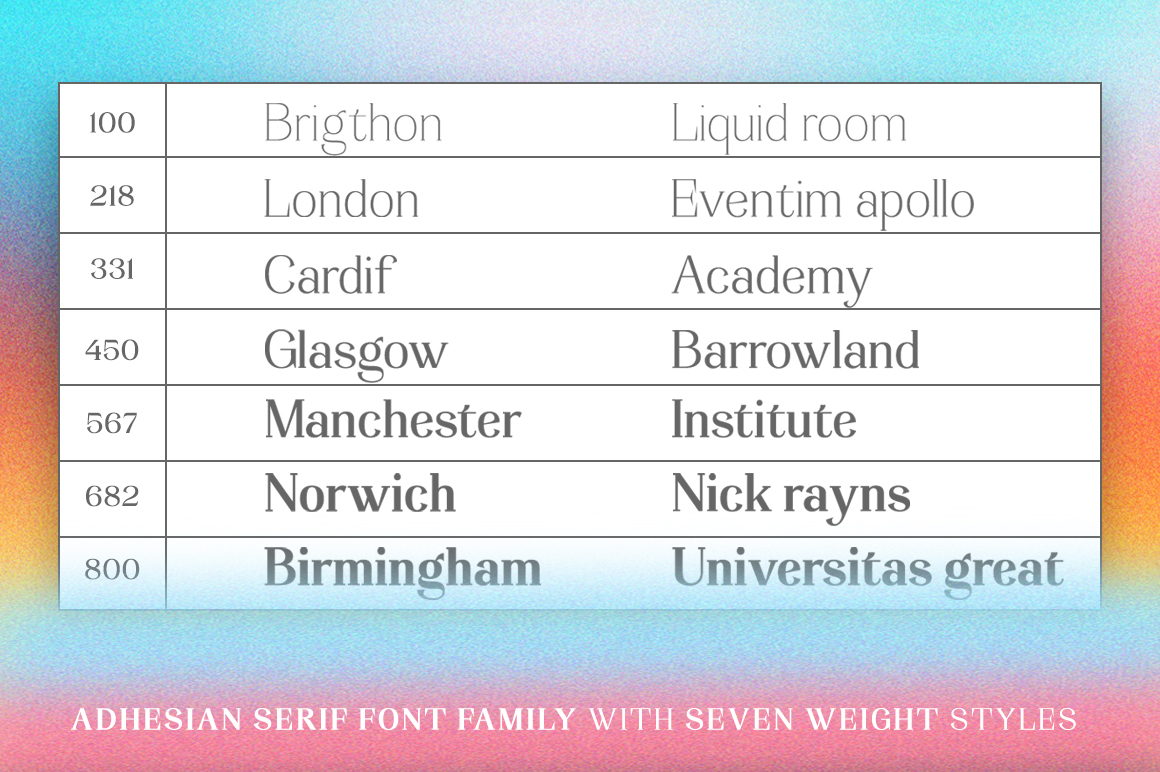 100 Brigthon Liquid room
218 London Eventim apollo
331 Cardif Academy
450 Glasgow Barrowland
567 Manchester Institute
682 Norwich Nick rayns
800 Birmingham Universitas great
ADHESIAN SERIF FONT FAMILY WITH SEVEN WEIGHT STYLES